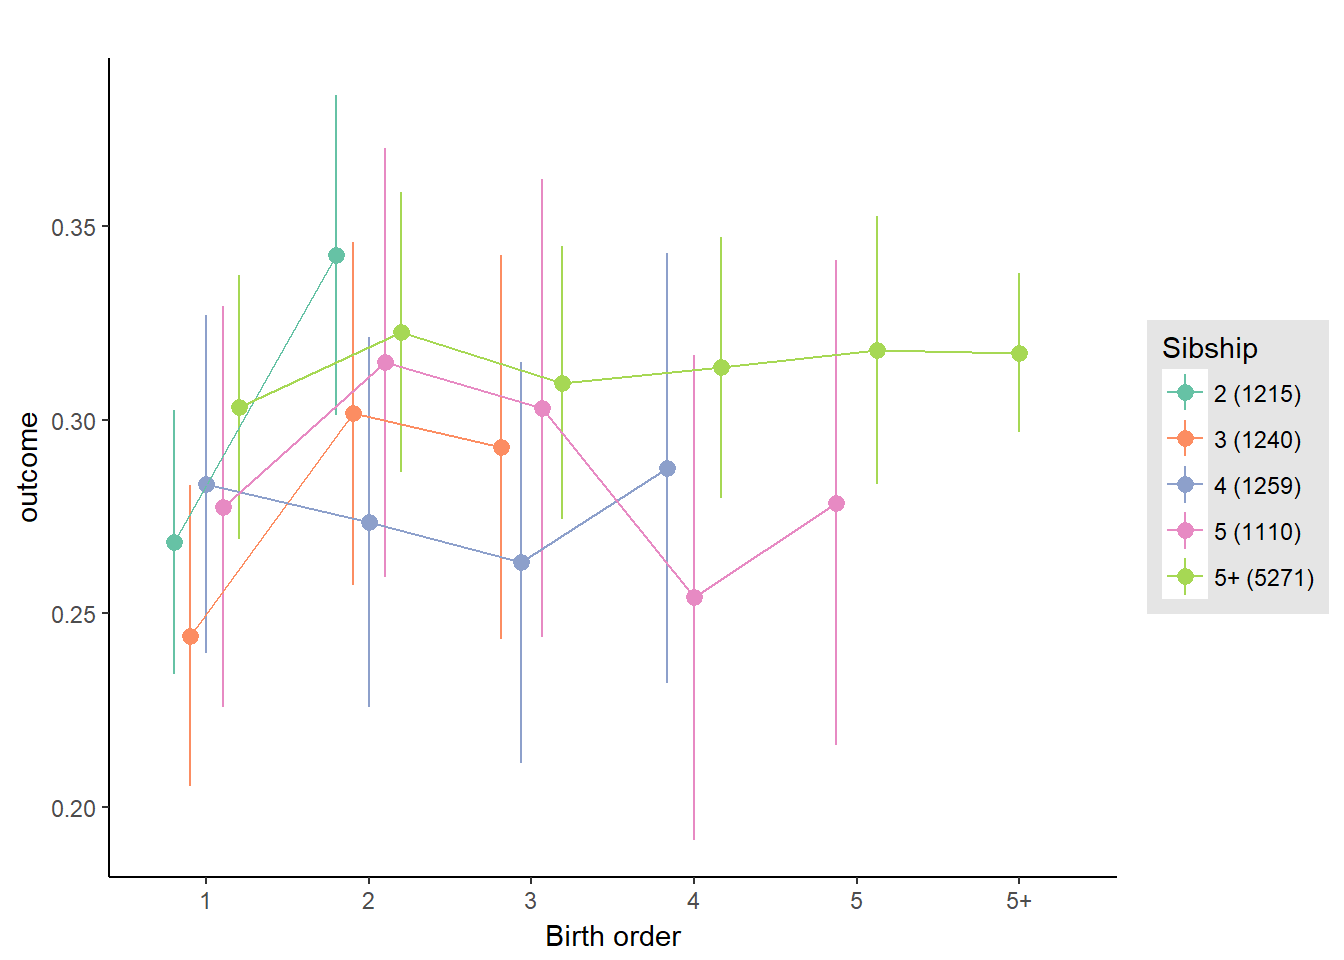 outcome
0.35
0.30
0.25
0.20
1 2 3 4 5 5+
Birth order
Sibship
2 (1215)
3 (1240)
4 (1259)
5 (1110)
5+ (5271)